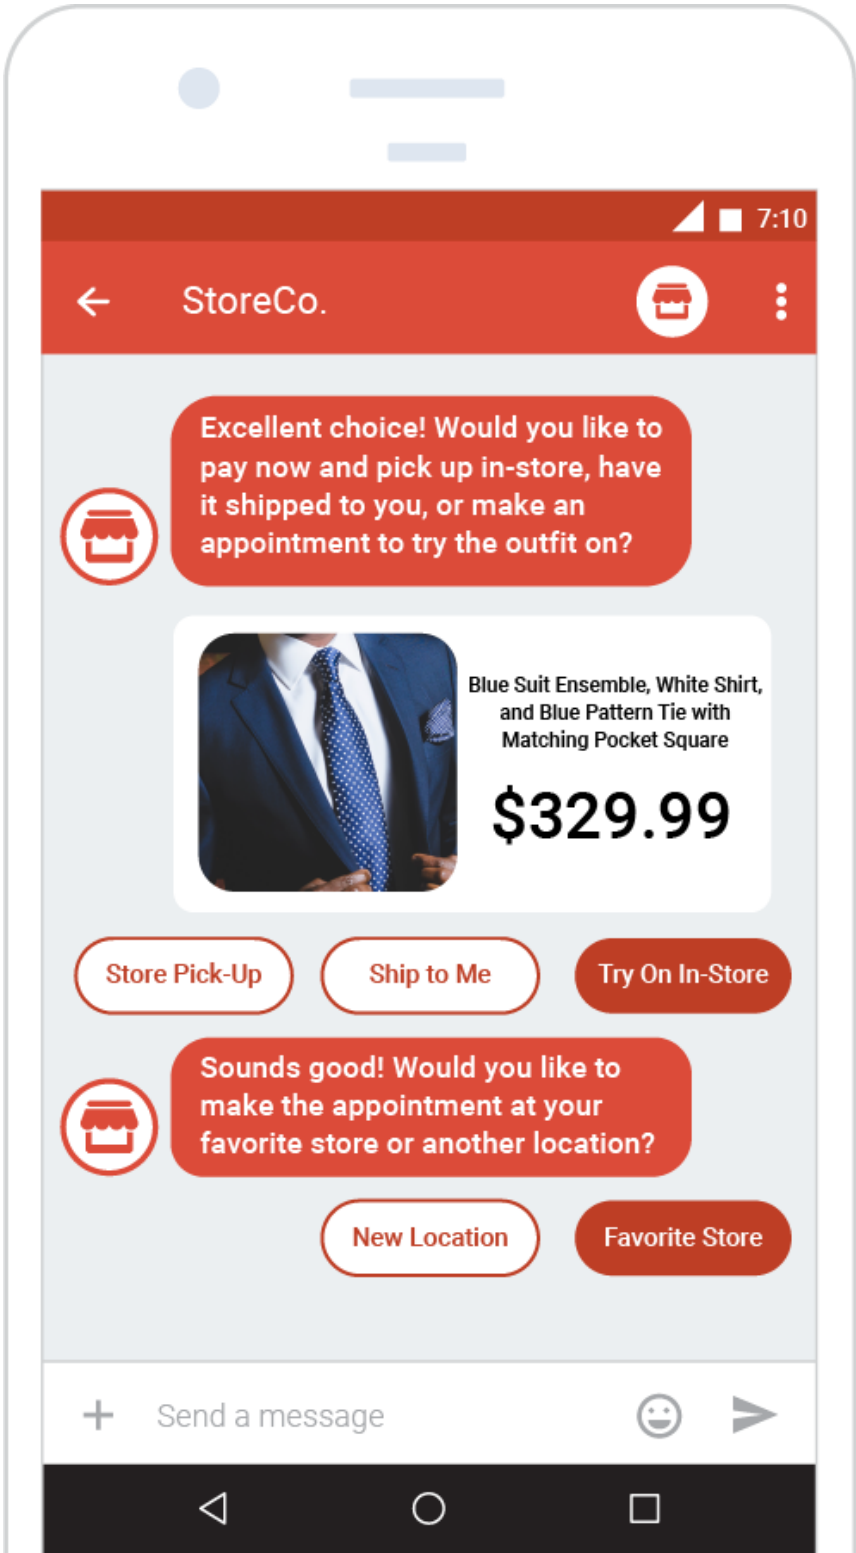 7:10
StoreCo.
Excellent choice! Would you like to
pay now and pick up in-store, have
it shipped to you, or make an
appointment to try the outfit on?
Blue Suit Ensemble, White Shirt,
and Blue Pattern Tie with
Matching Pocket Square
$329.99
Store Pick-Up
Ship to Me
Try On In-Store
Sounds good! Would you like to
make the appointment at your
favorite store or another location?
New Location
Favorite Store
Send a message